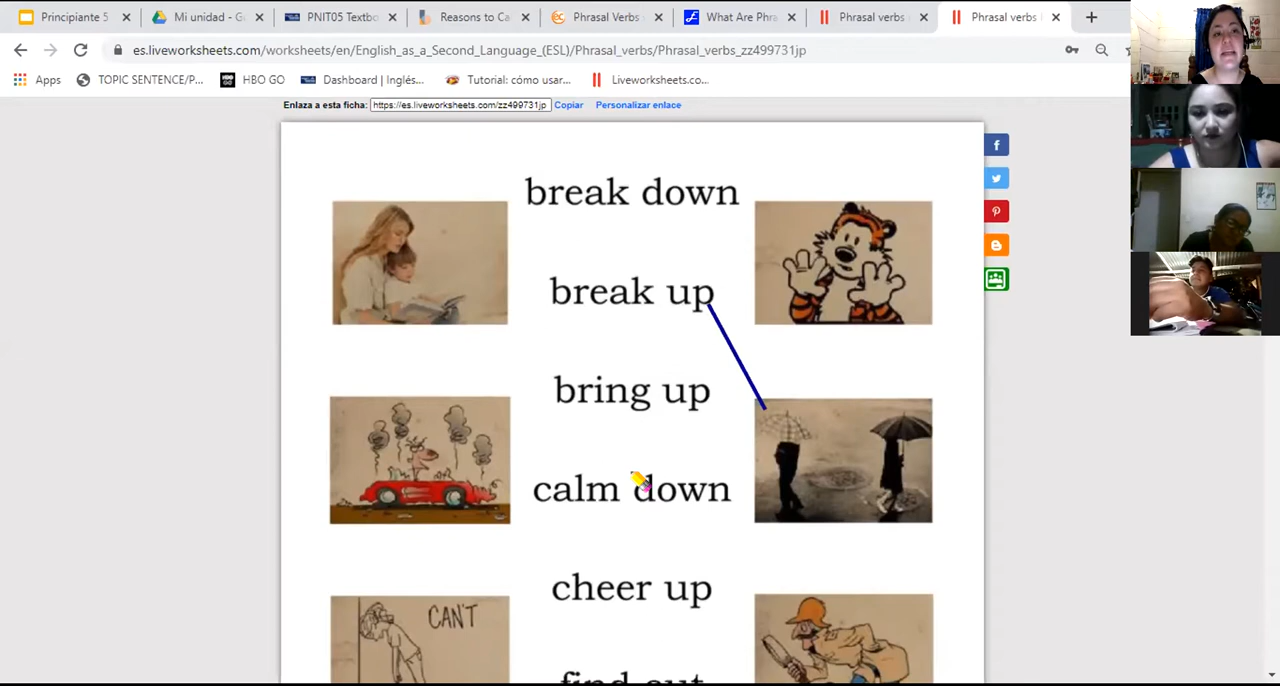 Principiante 5
Mi unidad - G
PNIT05 Textbo
Reasons to Ca
Phrasal Verbs
What Are Phra
Phrasal verbs
Phrasal verbs
es.liveworksheets.com/worksheets/en/English_as_a_Second_Language_(ESL)/Phrasal_verbs/Phrasal_verbs_zz499731jp
Apps
TOPIC SENTENCE/P...
HBO GO
Dashboard | Inglés...
Tutorial: cómo usar...
Liveworksheets.co...
Enlaza a esta ficha:
https://es.liveworksheets.com/zz499731jp
Copiar
Personalizar enlace
break down
break up
bring up
calm down
cheer up
CAN'T
find out